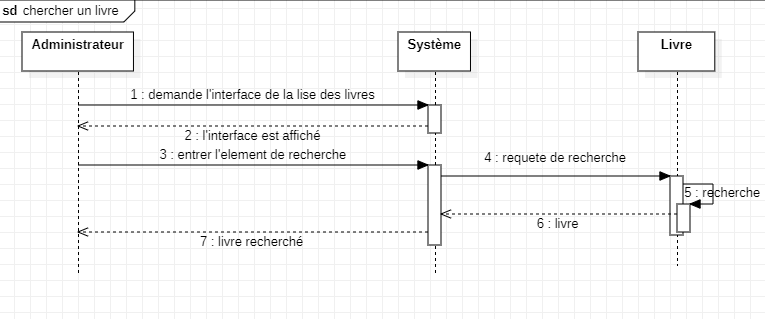 sd chercher un livre
Administrateur
Système
Livre
1 : demande l'interface de la lise des livres
2 : l'interface est affiché
3 : entrer l'element de recherche
4 : requete de recherche
5 : recherche
6 : livre
7 : livre recherché